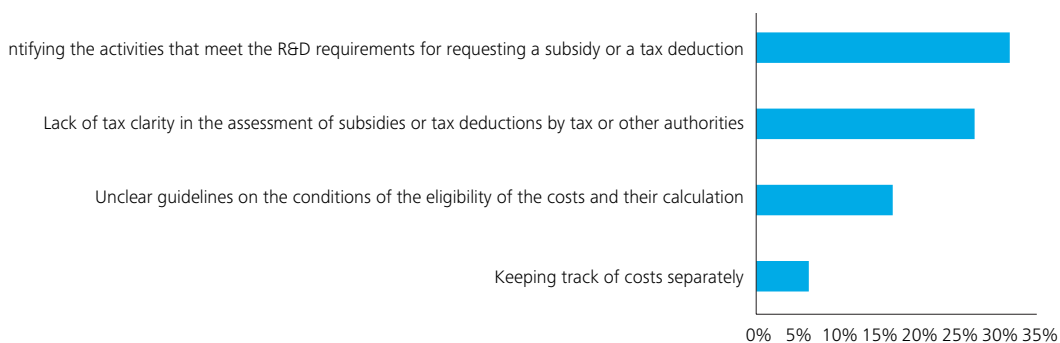 ntifying the activities that meet the R&D requirements for requesting a subsidy or a tax deduction
Lack of tax clarity in the assessment of subsidies or tax deductions by tax or other authorities
Unclear guidelines on the conditions of the eligibility of the costs and their calculation
Keeping track of costs separately
0% 5% 10% 15% 20% 25% 30% 35%